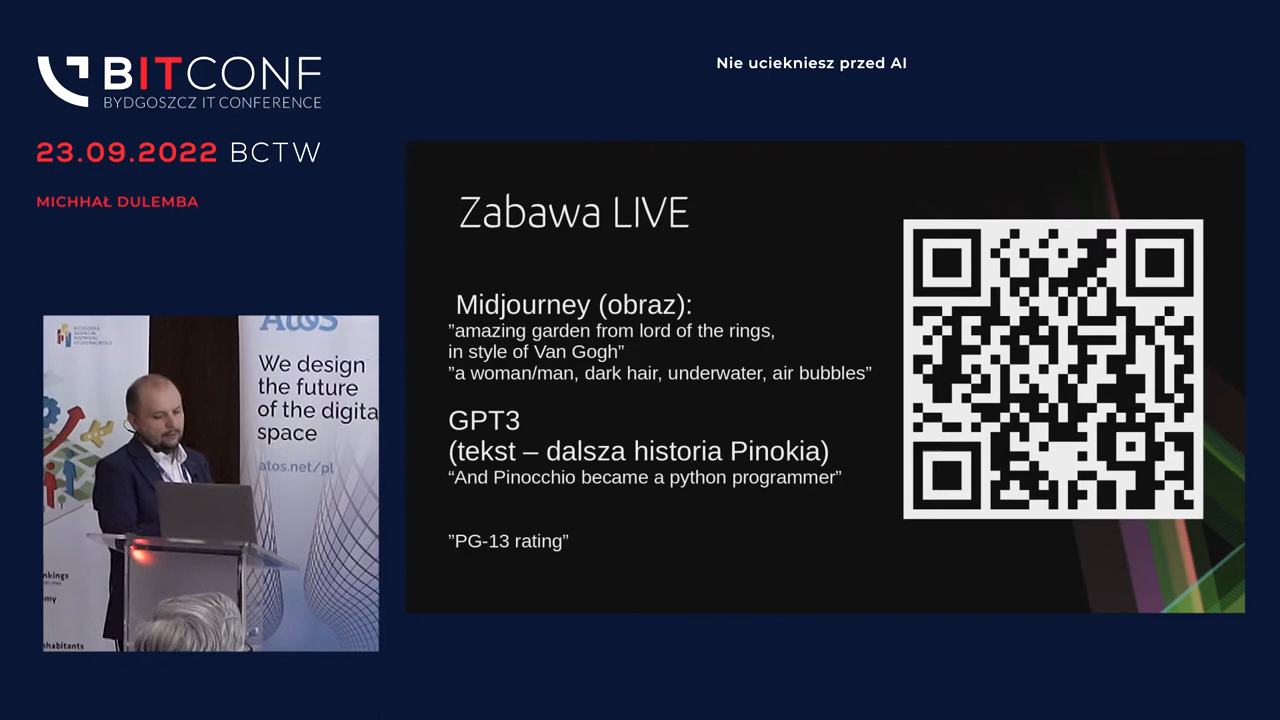 BITCONF
BYDGOSZCZ IT CONFERENCE
23.09.2022 BCTW
MICHHAŁ DULEMBA
Nie uciekniesz przed AI
Zabawa LIVE
Midjourney (obraz):
”amazing garden from lord of the rings,
in style of Van Gogh”
”a woman/man, dark hair, underwater, air bubbles”
GPT3
(tekst – dalsza historia Pinokia)
“And Pinocchio became a python programmer”
”PG-13 rating”
Atos
We design
the future
of the digita
space
atos.net/pl
nkings
my
nhabitants